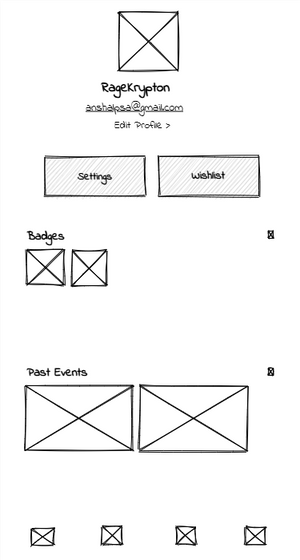 RageKrypton
anshalpsa@gmail.com
Edit Profile >
Settings
Wishlist
Badges
Past Events